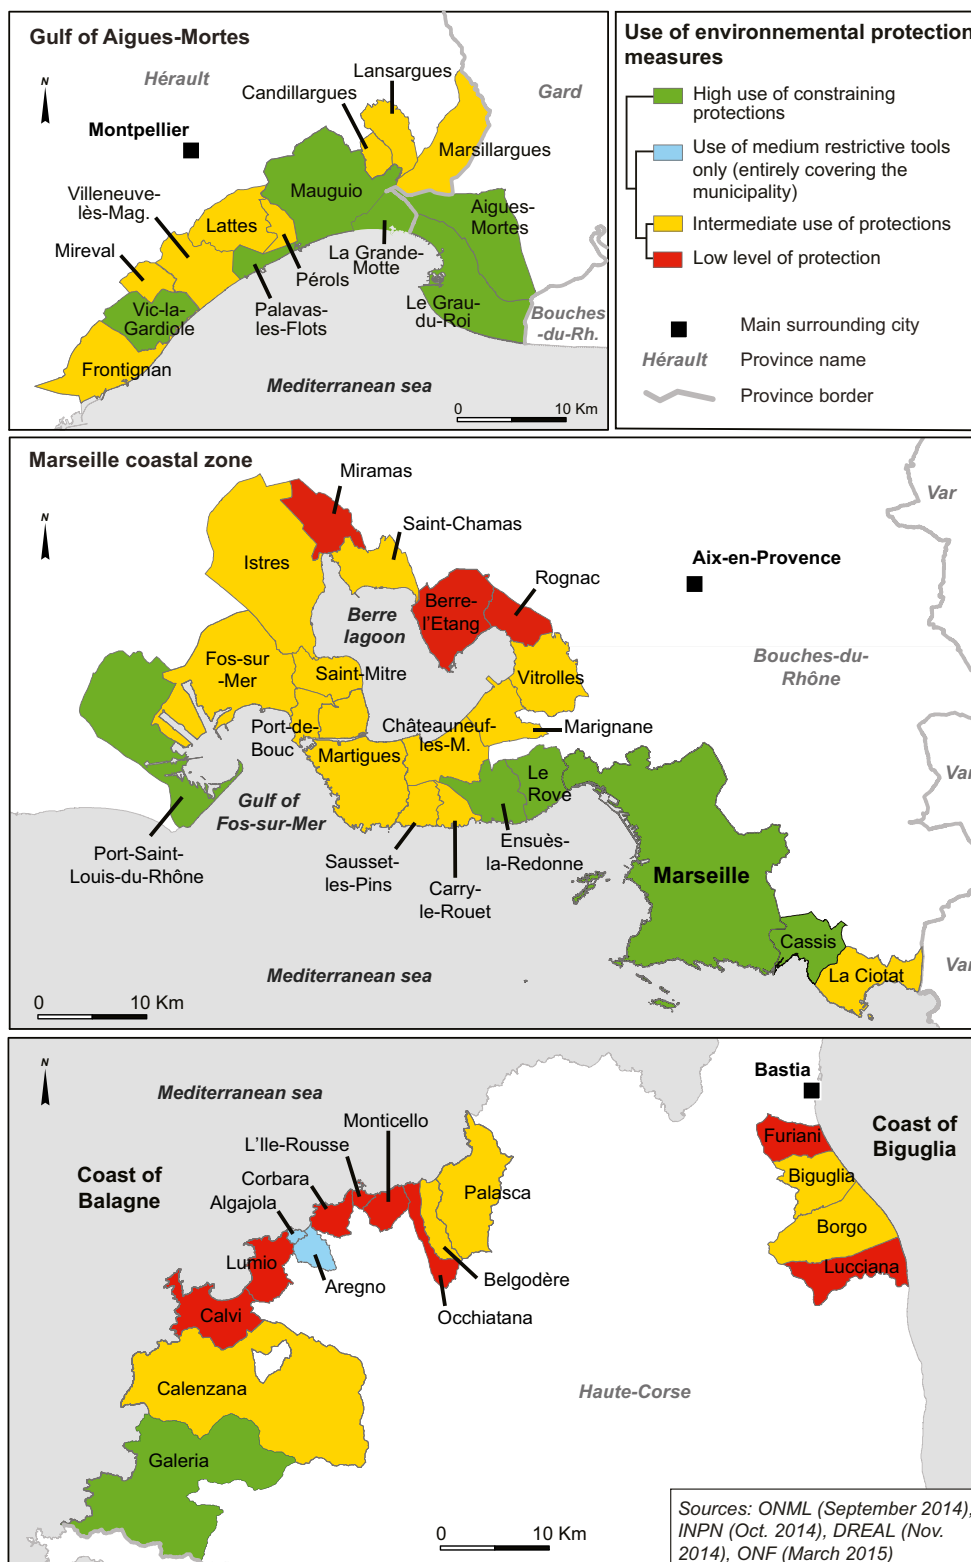 Gulf of Aigues-Mortes
N
Hérault
Montpellier
Candillargues
Lansargues
Gard
Marsillargues
Mauguio
Villeneuve-
lès-Mag.
Lattes
Aigues-
Mortes
Mireval
La Grande-
Motte
Pérols
Palavas-
les-Flots
Vic-la-
Gardiole
Le Grau-
du-Roi
Bouches
-du-Rh.
Frontignan
Mediterranean sea
0 10 Km
Use of environnemental protection
measures
High use of constraining
protections
Use of medium restrictive tools
only (entirely covering the
municipality)
Intermediate use of protections
Low level of protection
Main surrounding city
Hérault Province name
Province border
Marseille coastal zone
N
Miramas
Var
Saint-Chamas
Istres
Aix-en-Provence
Rognac
Berre-
l'Etang
Berre
lagoon
Bouches-du-
Rhône
Fos-sur
-Mer
Saint-Mitre
Vitrolles
Port-de-
Bouc
Châteauneuf-
les-M.
Marignane
Martigues
Le
Rove
Var
Gulf of
Fos-sur-Mer
Port-Saint-
Louis-du-Rhône
Sausset-
les-Pins
Ensuès-
la-Redonne
Carry-
le-Rouet
Marseille
Cassis
La Ciotat
Var
Mediterranean sea
0 10 Km
N
Mediterranean sea
Bastia
Monticello
L'Ile-Rousse
Coast of
Balagne
Corbara
Algajola
Palasca
Furiani
Coast of
Biguglia
Biguglia
Borgo
Lumio
Aregno
Belgodère
Lucciana
Occhiatana
Calvi
Calenzana
Haute-Corse
Galeria
0 10 Km
Sources: ONML (September 2014),
INPN (Oct. 2014), DREAL (Nov.
2014), ONF (March 2015)